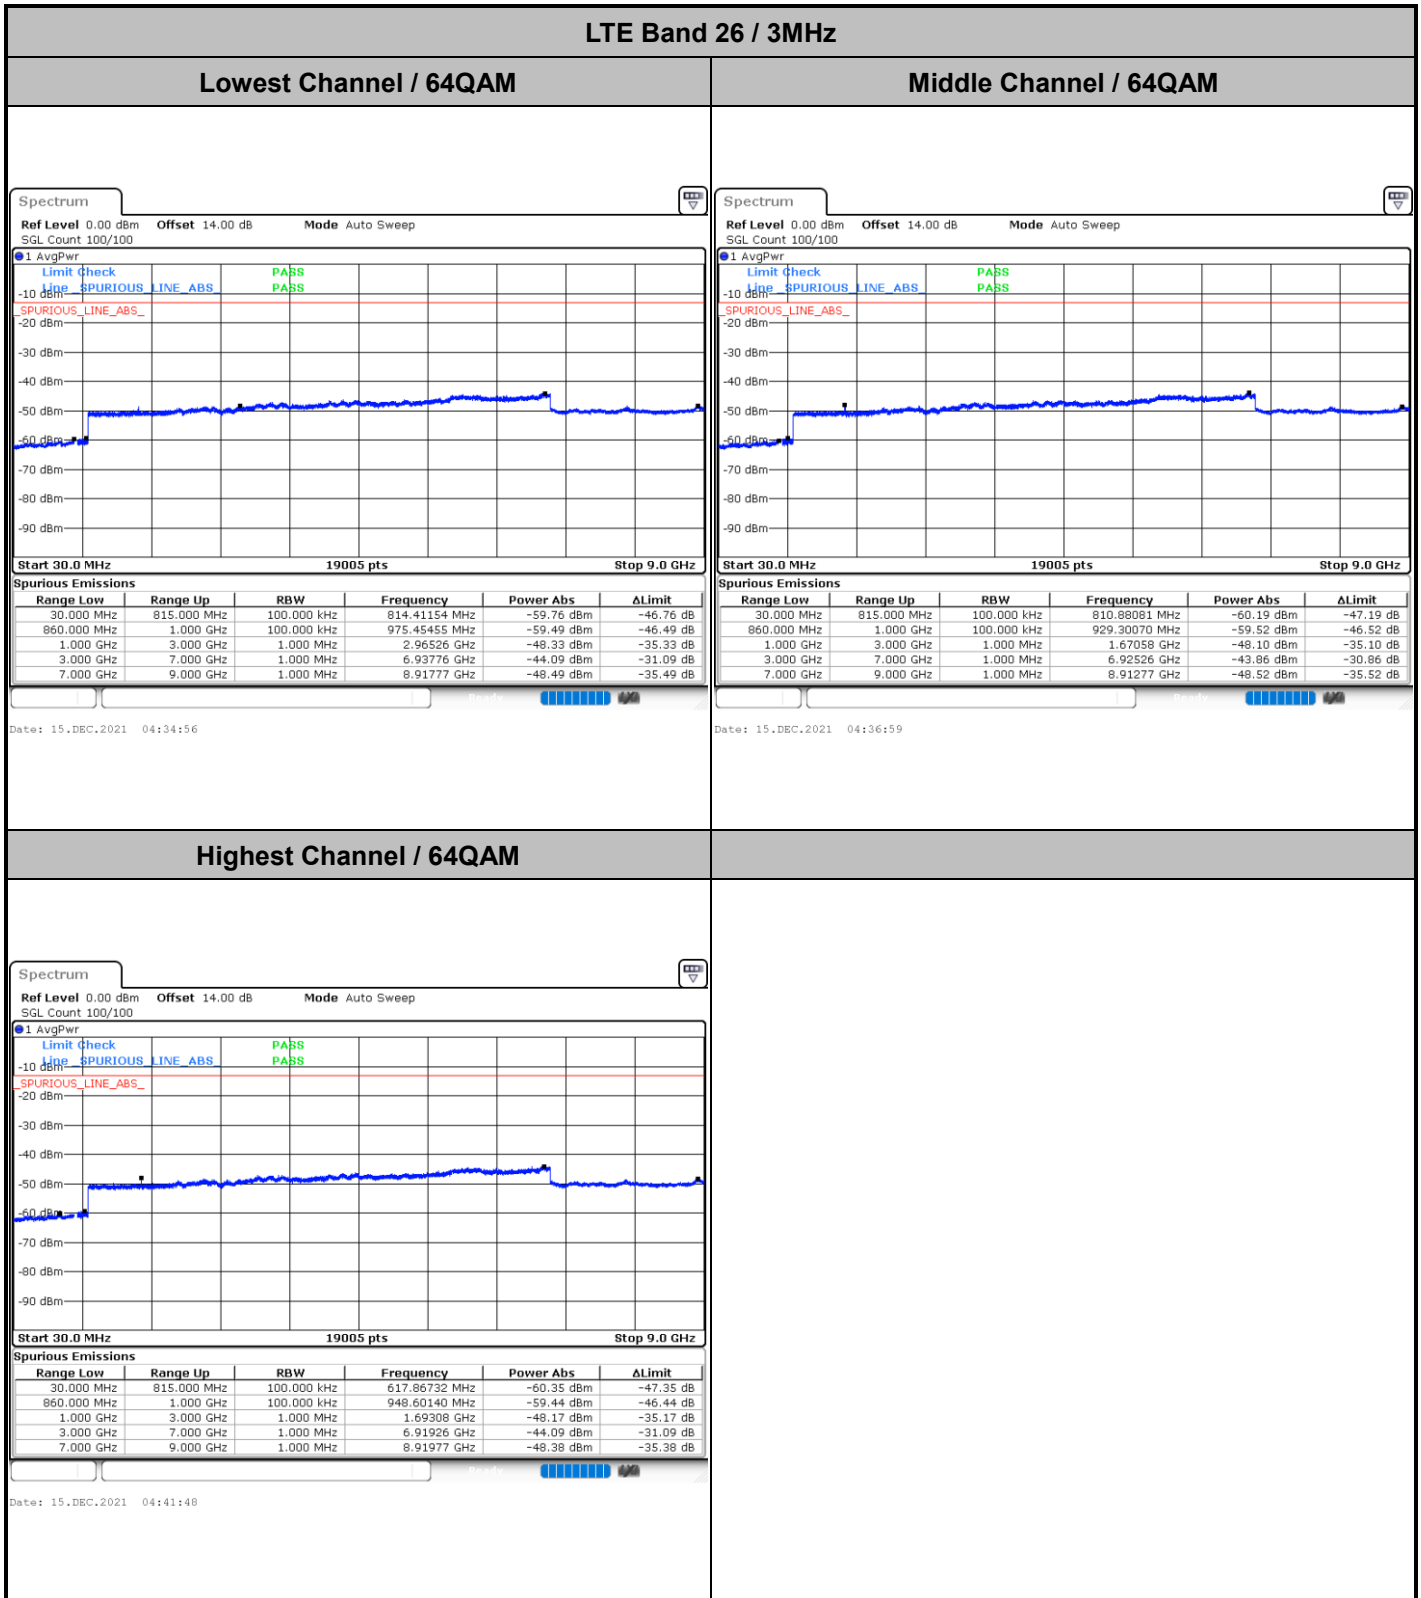 LTE Band 26 / 3MHz
Lowest Channel / 64QAM
Middle Channel / 64QAM
Spectrum
Ref Level 0.00 dBm Offset 14.00 dB Mode Auto Sweep
SGL Count 100/100
1 AvgPwr
Limit Check PASS
Line _SPURIOUS_LINE_ABS_ PASS
-10 dBm
_SPURIOUS_LINE_ABS_
-20 dBm
-30 dBm
-40 dBm
-50 dBm
-60 dBm
-70 dBm
-80 dBm
-90 dBm
Start 30.0 MHz 19005 pts Stop 9.0 GHz
Spurious Emissions
Range Low Range Up RBW Frequency Power Abs ΔLimit
30.000 MHz 815.000 MHz 100.000 kHz 814.41154 MHz -59.76 dBm -46.76 dB
860.000 MHz 1.000 GHz 100.000 kHz 975.45455 MHz -59.49 dBm -46.49 dB
1.000 GHz 3.000 GHz 1.000 MHz 2.96526 GHz -48.33 dBm -35.33 dB
3.000 GHz 7.000 GHz 1.000 MHz 6.93776 GHz -44.09 dBm -31.09 dB
7.000 GHz 9.000 GHz 1.000 MHz 8.91777 GHz -48.49 dBm -35.49 dB
Ready
Date: 15.DEC.2021 04:34:56
Spectrum
Ref Level 0.00 dBm Offset 14.00 dB Mode Auto Sweep
SGL Count 100/100
1 AvgPwr
Limit Check PASS
Line _SPURIOUS_LINE_ABS_ PASS
-10 dBm
_SPURIOUS_LINE_ABS_
-20 dBm
-30 dBm
-40 dBm
-50 dBm
-60 dBm
-70 dBm
-80 dBm
-90 dBm
Start 30.0 MHz 19005 pts Stop 9.0 GHz
Spurious Emissions
Range Low Range Up RBW Frequency Power Abs ΔLimit
30.000 MHz 815.000 MHz 100.000 kHz 810.88081 MHz -60.19 dBm -47.19 dB
860.000 MHz 1.000 GHz 100.000 kHz 929.30070 MHz -59.52 dBm -46.52 dB
1.000 GHz 3.000 GHz 1.000 MHz 1.67058 GHz -48.10 dBm -35.10 dB
3.000 GHz 7.000 GHz 1.000 MHz 6.92526 GHz -43.86 dBm -30.86 dB
7.000 GHz 9.000 GHz 1.000 MHz 8.91277 GHz -48.52 dBm -35.52 dB
Ready
Date: 15.DEC.2021 04:36:59
Highest Channel / 64QAM
Spectrum
Ref Level 0.00 dBm Offset 14.00 dB Mode Auto Sweep
SGL Count 100/100
1 AvgPwr
Limit Check PASS
Line _SPURIOUS_LINE_ABS_ PASS
-10 dBm
_SPURIOUS_LINE_ABS_
-20 dBm
-30 dBm
-40 dBm
-50 dBm
-60 dBm
-70 dBm
-80 dBm
-90 dBm
Start 30.0 MHz 19005 pts Stop 9.0 GHz
Spurious Emissions
Range Low Range Up RBW Frequency Power Abs ΔLimit
30.000 MHz 815.000 MHz 100.000 kHz 617.86732 MHz -60.35 dBm -47.35 dB
860.000 MHz 1.000 GHz 100.000 kHz 948.60140 MHz -59.44 dBm -46.44 dB
1.000 GHz 3.000 GHz 1.000 MHz 1.69308 GHz -48.17 dBm -35.17 dB
3.000 GHz 7.000 GHz 1.000 MHz 6.91926 GHz -44.09 dBm -31.09 dB
7.000 GHz 9.000 GHz 1.000 MHz 8.91977 GHz -48.38 dBm -35.38 dB
Ready
Date: 15.DEC.2021 04:41:48